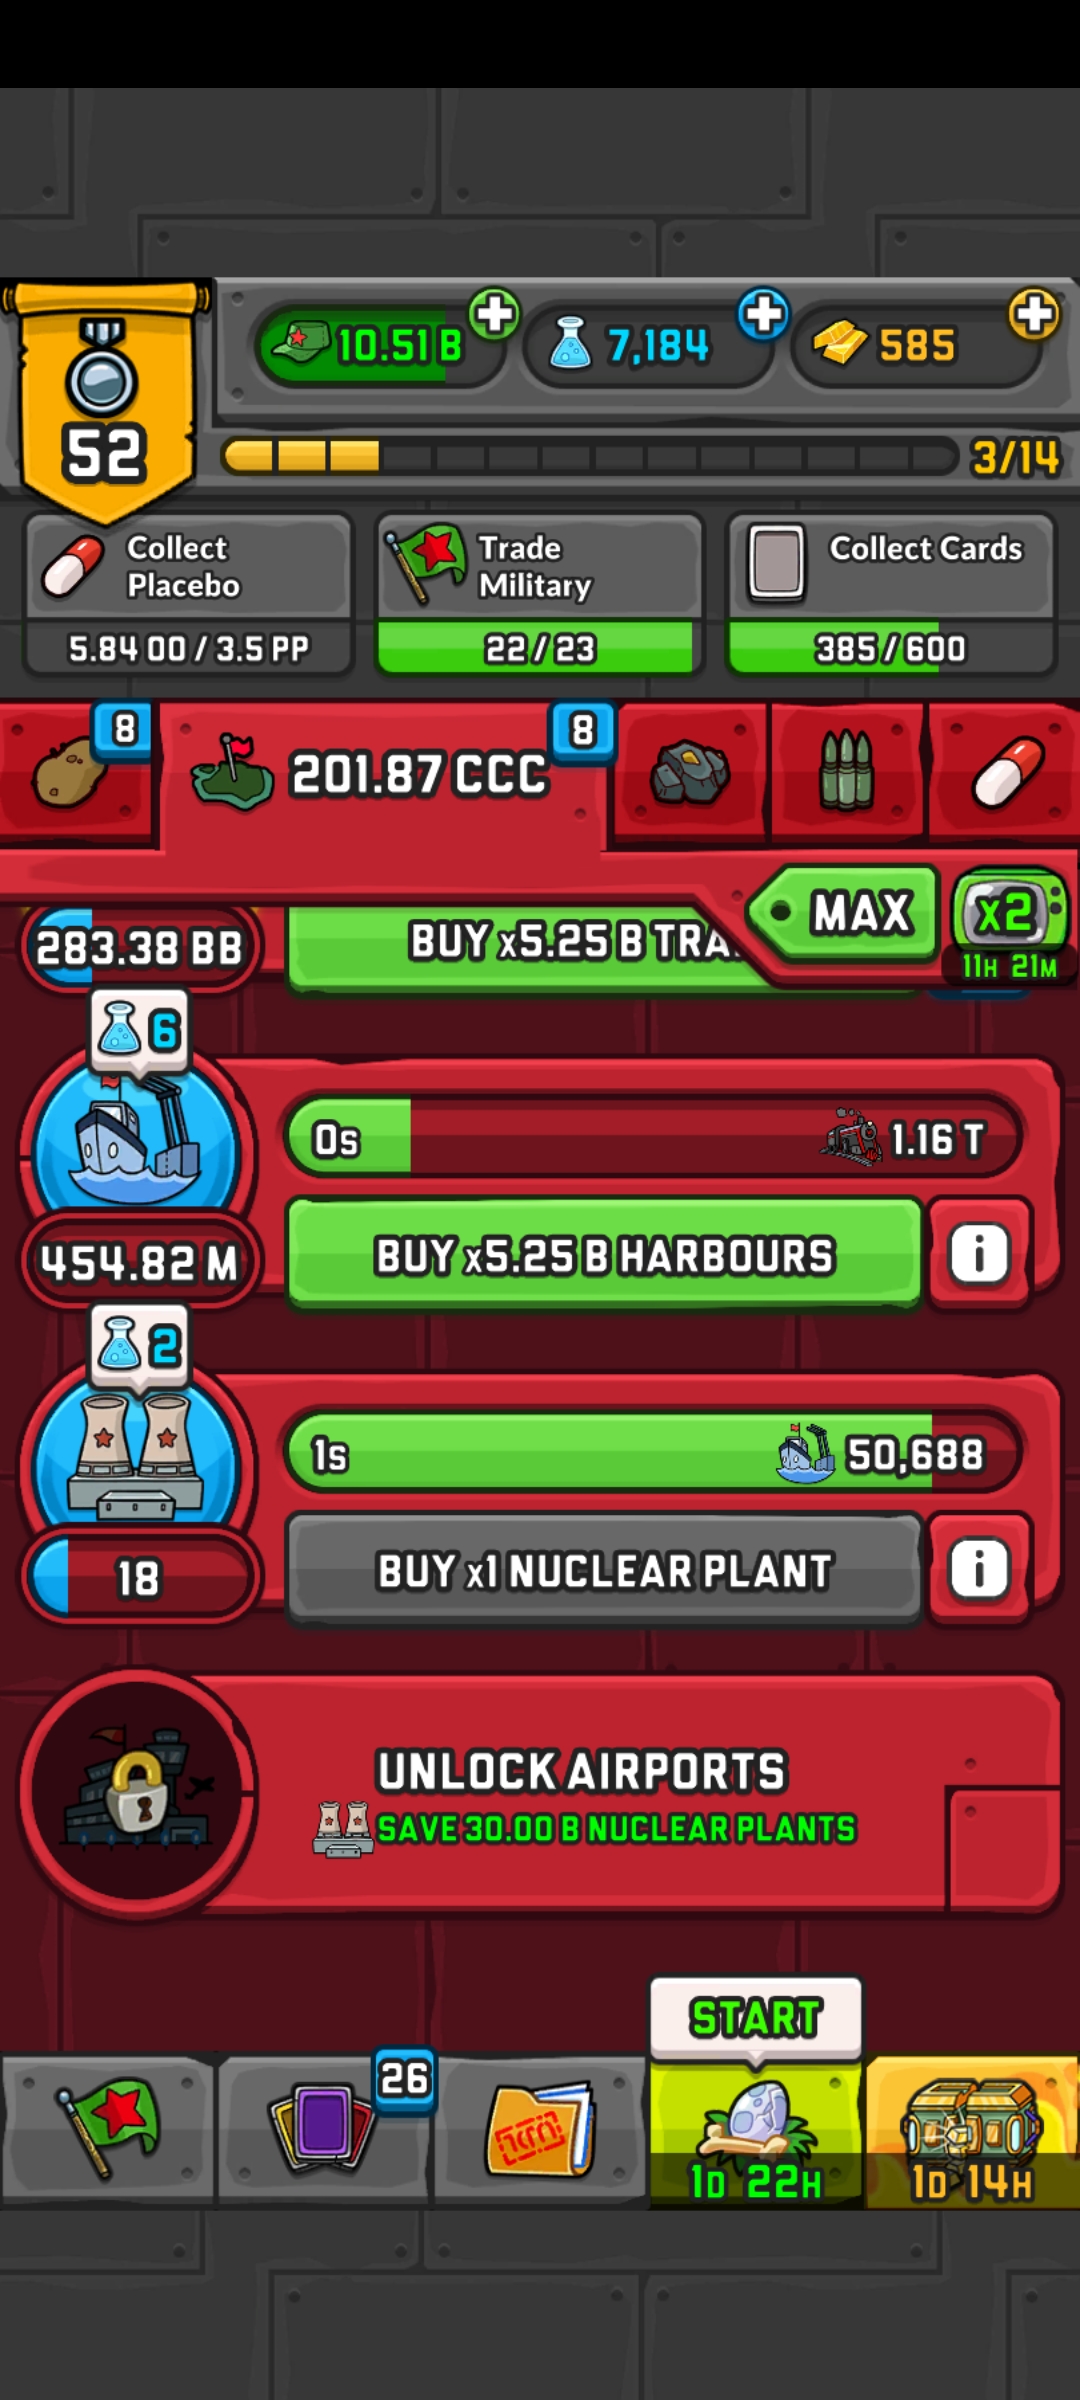 10.51 B
7,184
585
52
3/14
Collect
Placebo
5.84 OO / 3.5 PP
Trade
Military
22 / 23
Collect Cards
385 / 600
8
201.87 CCC
8
MAX
x2
11H 21M
283.38 BB
BUY x5.25 B TRA
6
0s
1.16 T
454.82 M
BUY x5.25 B HARBOURS
i
2
1s
50,688
18
BUY x1 NUCLEAR PLANT
i
UNLOCK AIRPORTS
SAVE 30.00 B NUCLEAR PLANTS
START
26
1D 22H
1D 14H